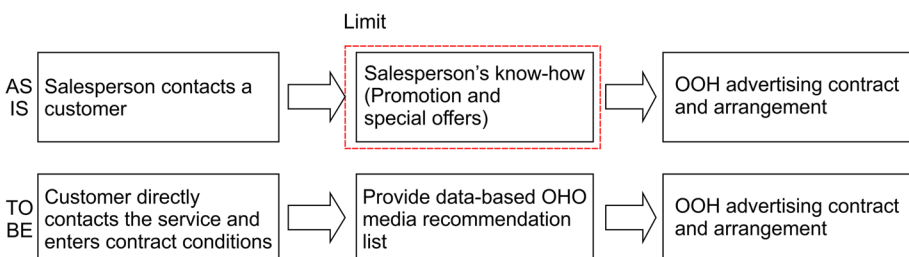 Limit
AS
IS
Salesperson contacts a
customer
Salesperson's know-how
(Promotion and
special offers)
OOH advertising contract
and arrangement
TO
BE
Customer directly
contacts the service and
enters contract conditions
Provide data-based OHO
media recommendation
list
OOH advertising contract
and arrangement